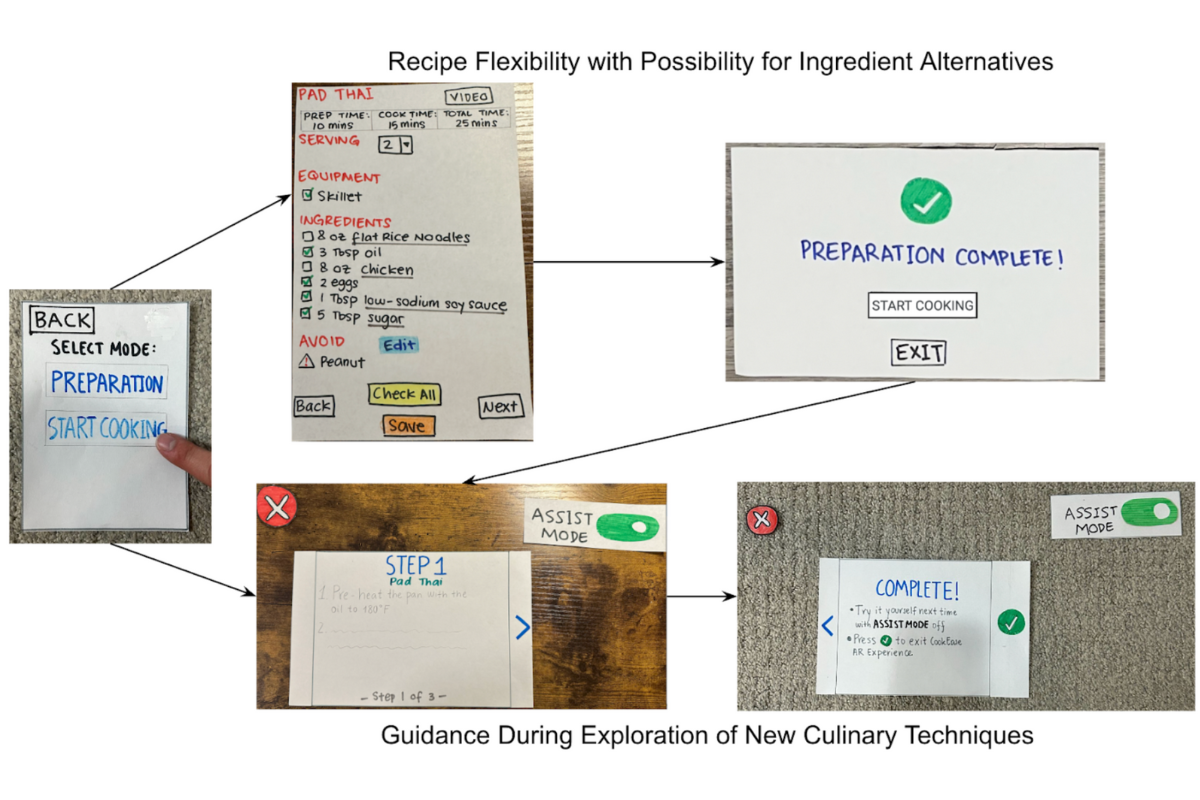 Recipe Flexibility with Possibility for Ingredient Alternatives
PAD THAI
VIDEO
PREP TIME: COOK TIME: TOTAL TIME:
10 mins 15 mins 25 mins
SERVING 2
EQUIPMENT
Skillet
INGREDIENTS
8 oz flat Rice Noodles
3 Tbsp oil
8 oz chicken
2 eggs
1 Tbsp low-sodium soy sauce
5 Tbsp sugar
AVOID Edit
Peanut
Check All
Back Next
Save
PREPARATION COMPLETE!
START COOKING
EXIT
BACK
SELECT MODE:
PREPARATION
START COOKING
ASSIST
MODE
STEP 1
Pad Thai
1. Pre-heat the pan with the
oil to 180°F
2.
- Step 1 of 3 -
ASSIST
MODE
COMPLETE!
• Try it yourself next time
with ASSIST MODE off
• Press to exit CookEase
AR Experience
Guidance During Exploration of New Culinary Techniques